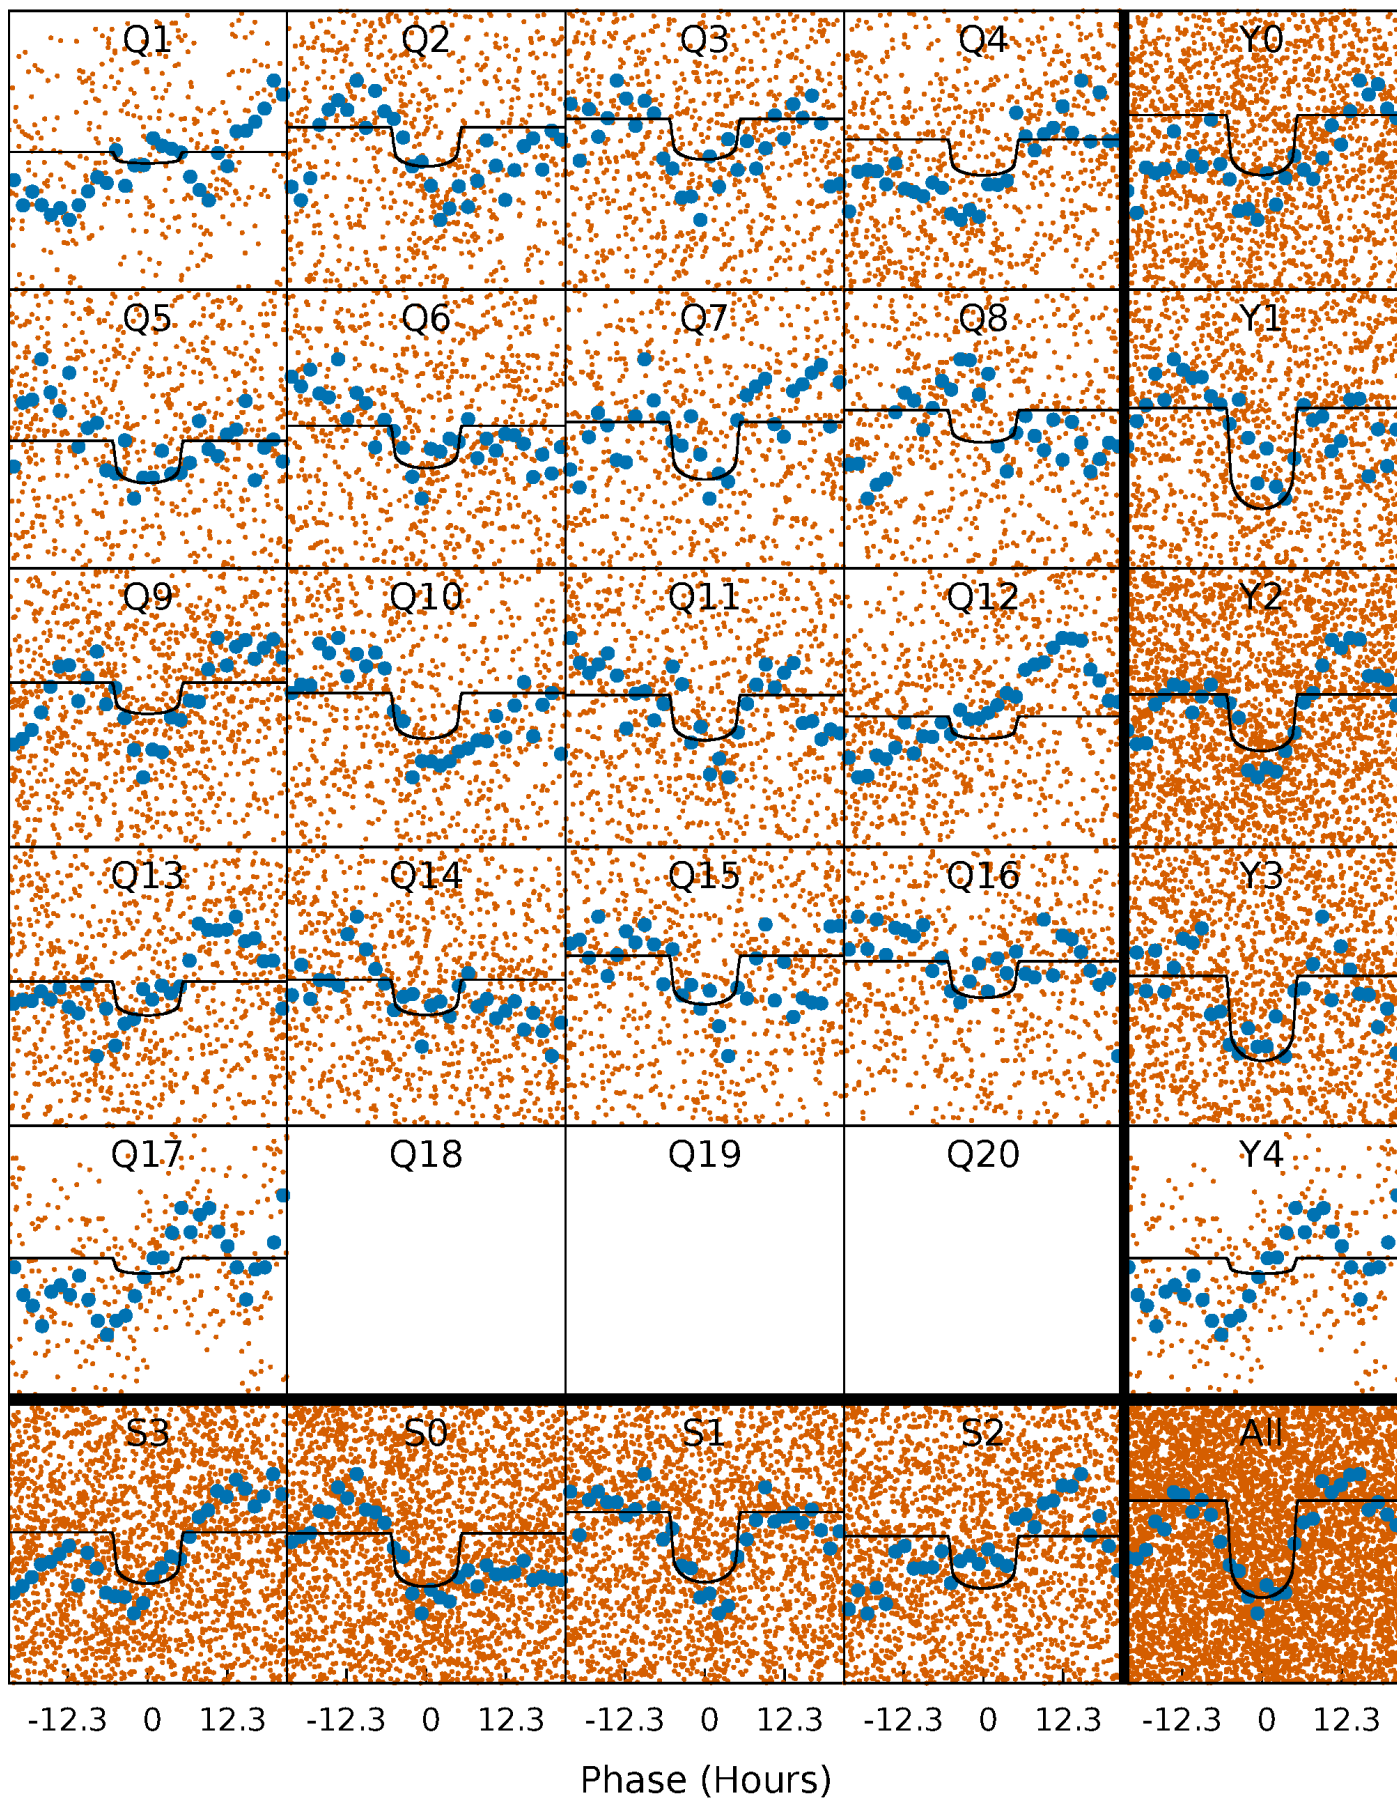 Q1 Q2 Q3 Q4 Y0
Q5 Q6 Q7 Q8 Y1
Q9 Q10 Q11 Q12 Y2
Q13 Q14 Q15 Q16 Y3
Q17 Q18 Q19 Q20 Y4
S3 S0 S1 S2 All
-12.3 0 12.3 -12.3 0 12.3 -12.3 0 12.3 -12.3 0 12.3 -12.3 0 12.3
Phase (Hours)